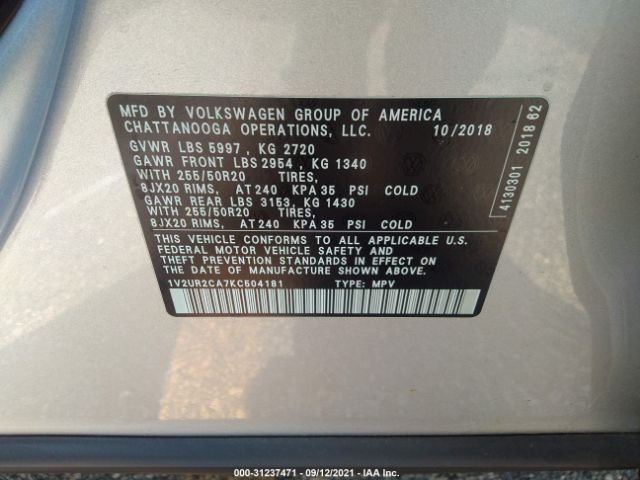 MFD BY VOLKSWAGEN GROUP OF AMERICA
CHATTANOOGA OPERATIONS, LLC. 10/2018
GVWR LBS 5997 , KG 2720
GAWR FRONT LBS 2954 , KG 1340
WITH 255/50R20 TIRES,
8JX20 RIMS, AT 240 KPA 35 PSI COLD
GAWR REAR LBS 3153, KG 1430
WITH 255/50R20 TIRES,
8JX20 RIMS, AT 240 KPA 35 PSI COLD
THIS VEHICLE CONFORMS TO ALL APPLICABLE U.S.
FEDERAL MOTOR VEHICLE SAFETY AND
THEFT PREVENTION STANDARDS IN EFFECT ON THE
DATE OF MANUFACTURE SHOWN ABOVE.
1V2UR2CA7KC504181 TYPE: MPV
4130301 2018 62
000-31237471 - 09/12/2021 - IAA Inc.